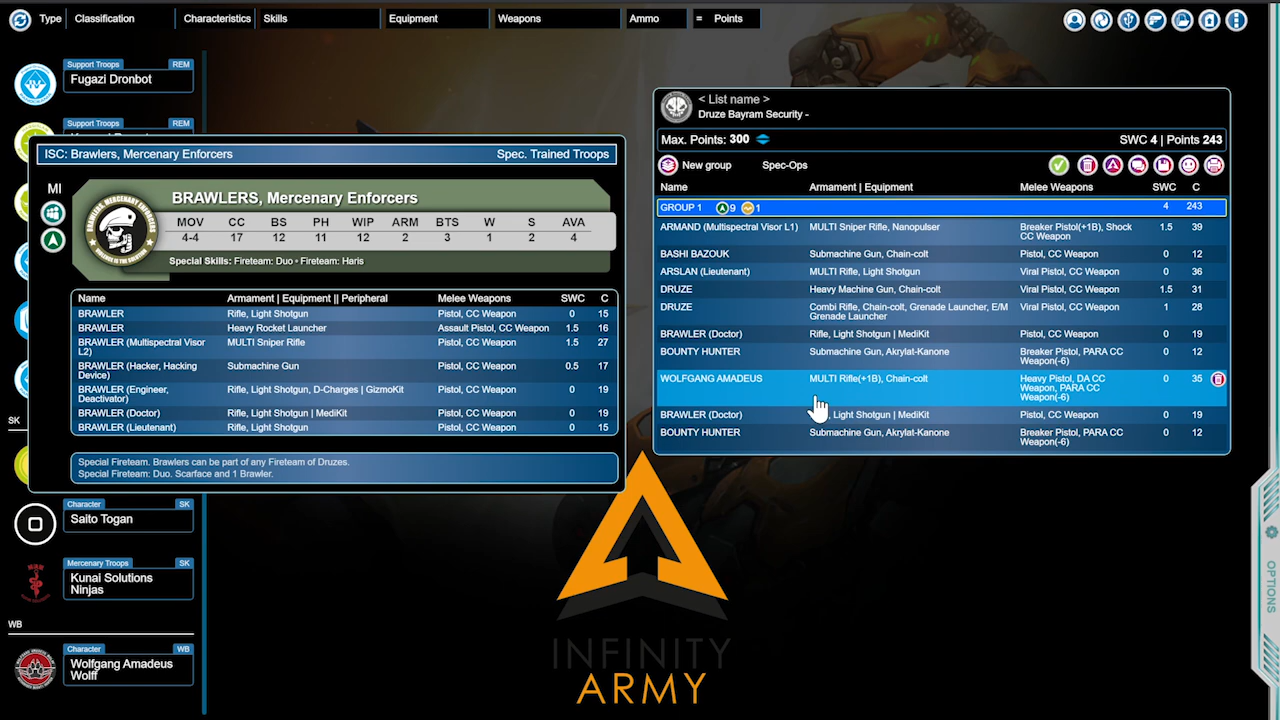 Type Classification Characteristics Skills Equipment Weapons Ammo = Points
Support Troops REM
Fugazi Dronbot
Support Troops REM
SK
Character SK
Saito Togan
Mercenary Troops SK
Kunai Solutions
Ninjas
WB
Character WB
Wolfgang Amadeus
Wolff
ISC: Brawlers, Mercenary Enforcers Spec. Trained Troops
MI
BRAWLERS, Mercenary Enforcers
MOV CC BS PH WIP ARM BTS W S AVA
4-4 17 12 11 12 2 3 1 2 4
Special Skills: Fireteam: Duo • Fireteam: Haris
Name Armament | Equipment || Peripheral Melee Weapons SWC C
BRAWLER Rifle, Light Shotgun Pistol, CC Weapon 0 15
BRAWLER Heavy Rocket Launcher Assault Pistol, CC Weapon 1.5 16
BRAWLER (Multispectral Visor MULTI Sniper Rifle Pistol, CC Weapon 1.5 27
L2)
BRAWLER (Hacker, Hacking Submachine Gun Pistol, CC Weapon 0.5 17
Device)
BRAWLER (Engineer, Rifle, Light Shotgun, D-Charges | GizmoKit Pistol, CC Weapon 0 19
Deactivator)
BRAWLER (Doctor) Rifle, Light Shotgun | MediKit Pistol, CC Weapon 0 19
BRAWLER (Lieutenant) Rifle, Light Shotgun Pistol, CC Weapon 0 15
Special Fireteam. Brawlers can be part of any Fireteam of Druzes.
Special Fireteam: Duo. Scarface and 1 Brawler.
< List name >
Druze Bayram Security -
Max. Points: 300 SWC 4 | Points 243
New group Spec-Ops
Name Armament | Equipment Melee Weapons SWC C
GROUP 1 9 1 4 243
ARMAND (Multispectral Visor L1) MULTI Sniper Rifle, Nanopulser Breaker Pistol(+1B), Shock 1.5 39
CC Weapon
BASHI BAZOUK Submachine Gun, Chain-colt Pistol, CC Weapon 0 12
ARSLAN (Lieutenant) MULTI Rifle, Light Shotgun Viral Pistol, CC Weapon 0 36
DRUZE Heavy Machine Gun, Chain-colt Viral Pistol, CC Weapon 1.5 31
DRUZE Combi Rifle, Chain-colt, Grenade Launcher, E/M Viral Pistol, CC Weapon 1 28
Grenade Launcher
BRAWLER (Doctor) Rifle, Light Shotgun | MediKit Pistol, CC Weapon 0 19
BOUNTY HUNTER Submachine Gun, Akrylat-Kanone Breaker Pistol, PARA CC 0 12
Weapon(-6)
WOLFGANG AMADEUS MULTI Rifle(+1B), Chain-colt Heavy Pistol, DA CC 0 35
Weapon, PARA CC
Weapon(-6)
BRAWLER (Doctor) Light Shotgun | MediKit Pistol, CC Weapon 0 19
BOUNTY HUNTER Submachine Gun, Akrylat-Kanone Breaker Pistol, PARA CC 0 12
Weapon(-6)
OPTIONS
INFINITY
ARMY